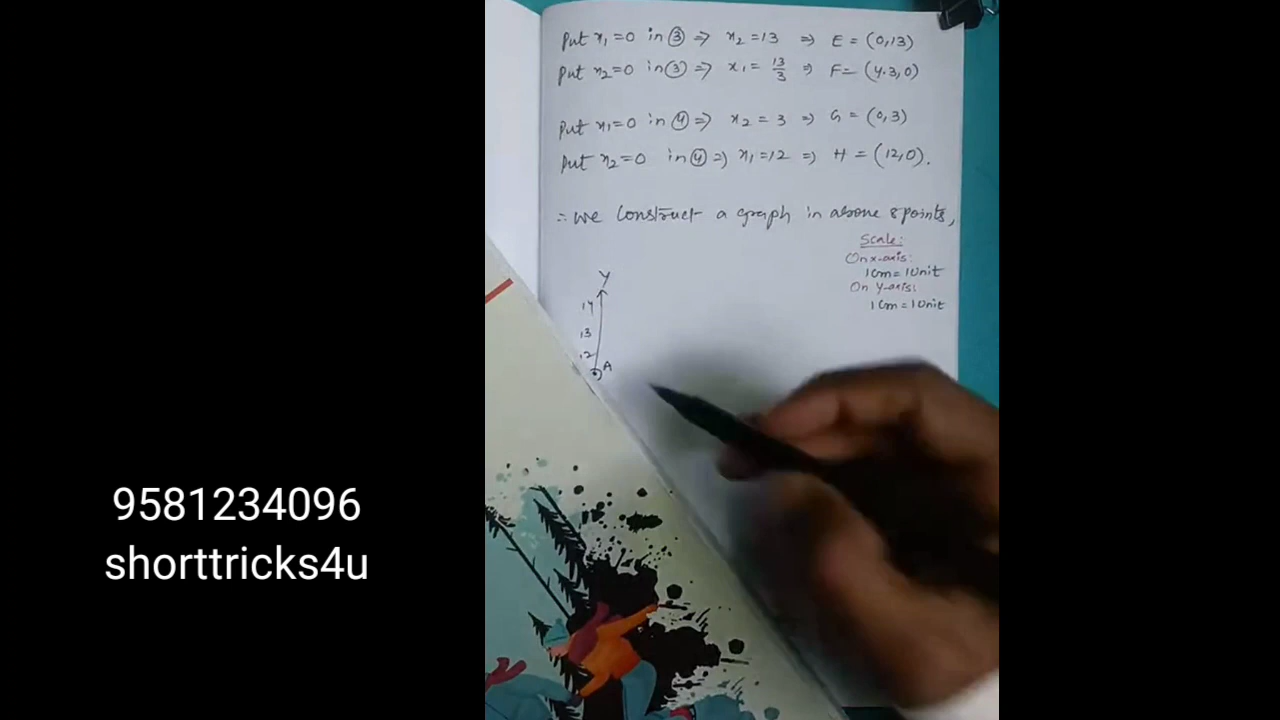 Put x₁=0 in ③ ⇒ x₂=13 ⇒ E = (0,13)
Put x₂=0 in ③ ⇒ x₁= 13/3 ⇒ F= (4.3,0)
Put x₁=0 in ④ ⇒ x₂ = 3 ⇒ G = (0,3)
Put x₂=0 in ④ ⇒ x₁=12 ⇒ H = (12,0).
∴ we construct a graph in above 8 points,
Scale:
On x-axis:
1cm=1Unit
On y-axis:
1cm=1Unit
Y
14
13
12
A
9581234096
shorttricks4u